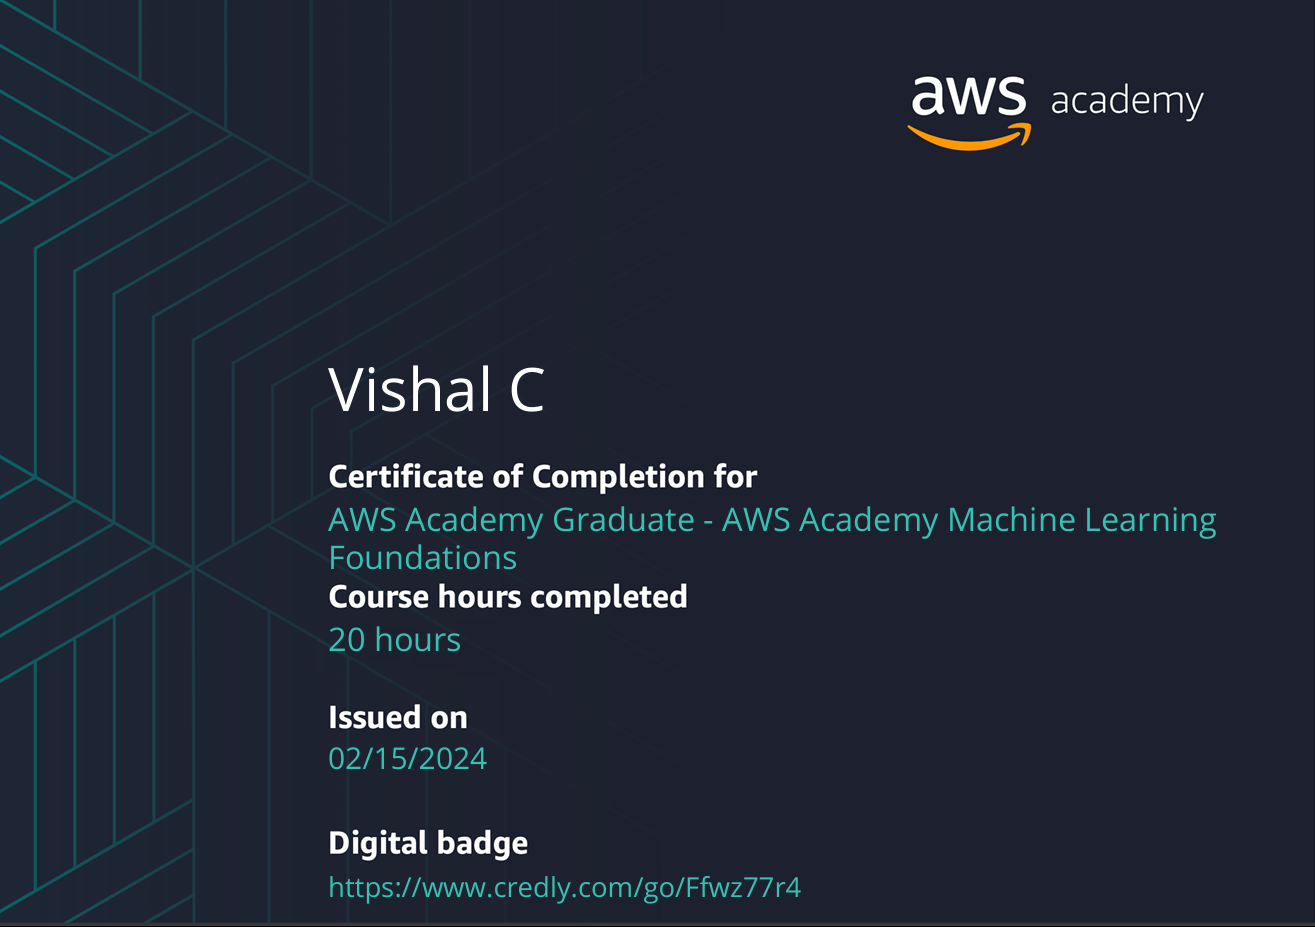 aws academy
Vishal C
Certificate of Completion for
AWS Academy Graduate - AWS Academy Machine Learning
Foundations
Course hours completed
20 hours
Issued on
02/15/2024
Digital badge
https://www.credly.com/go/Ffwz77r4